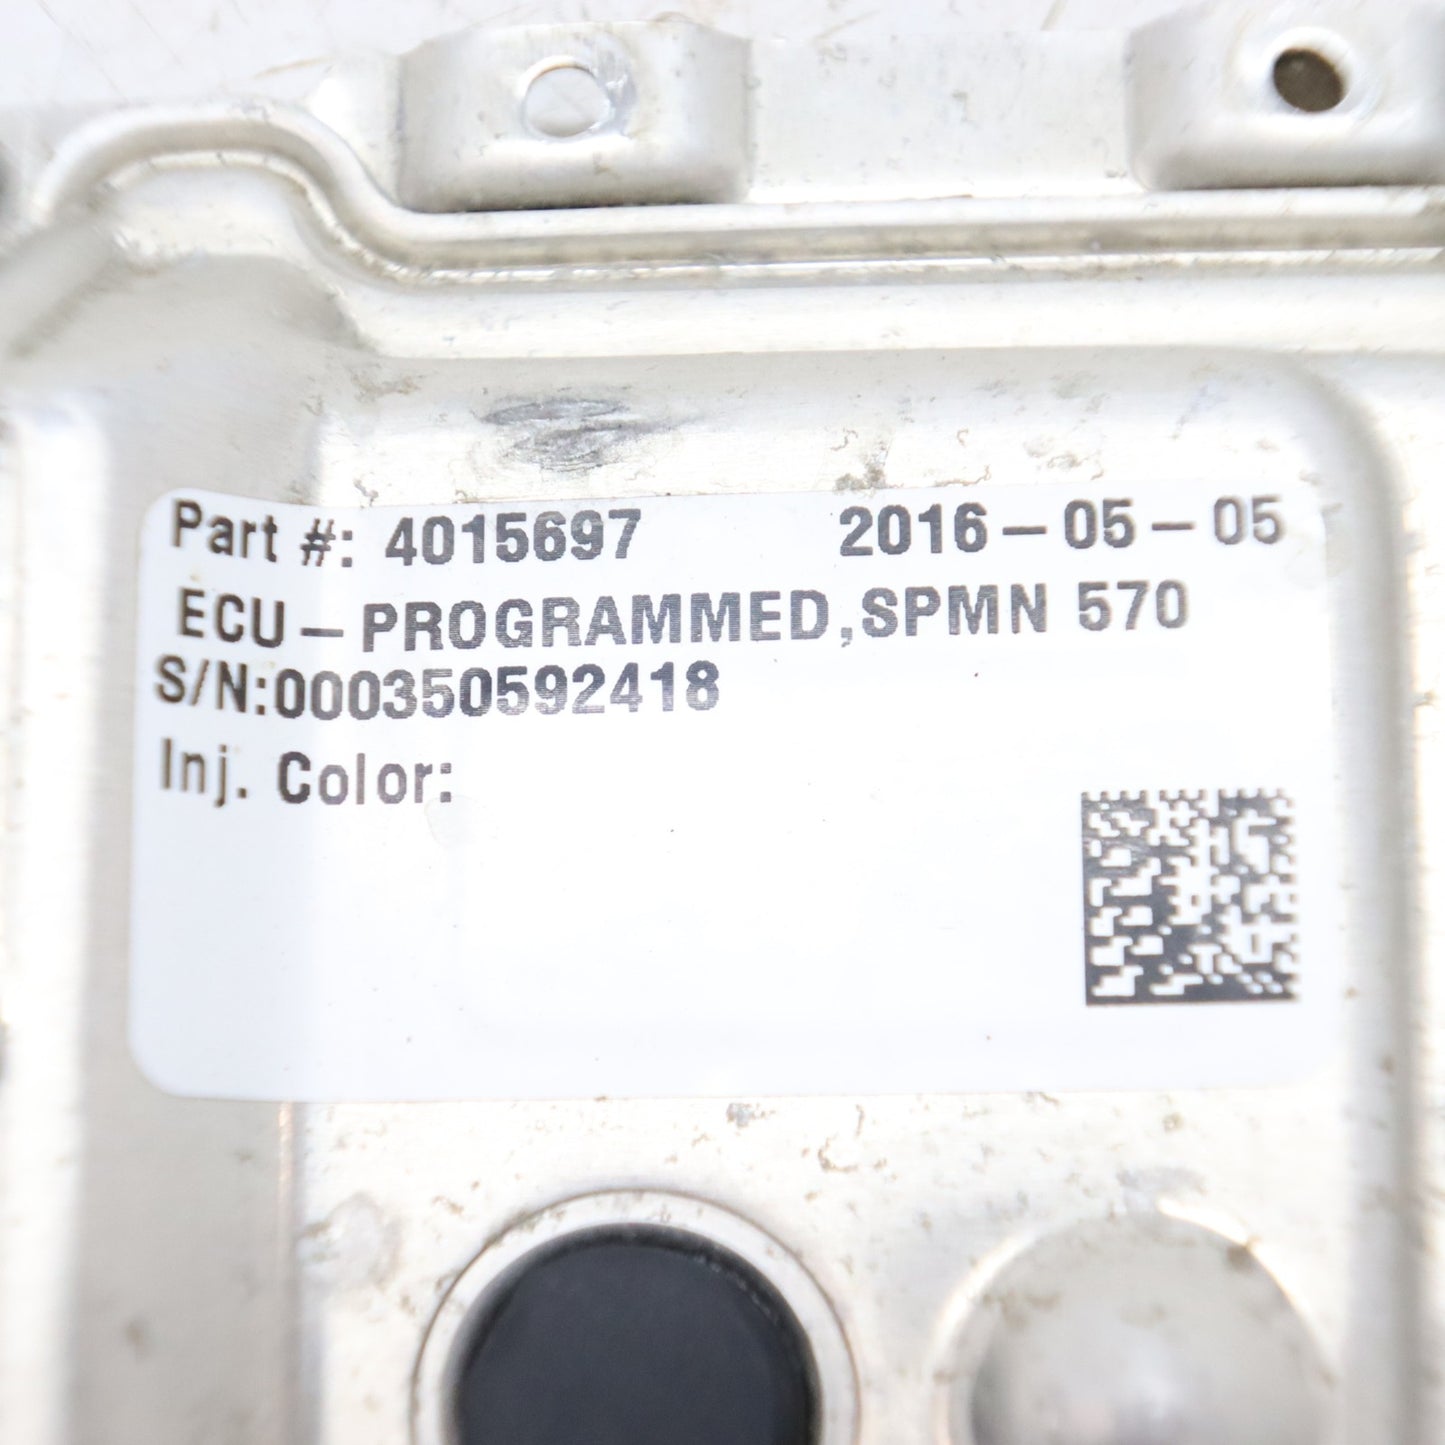 Part #: 4015697 2016-05-05
ECU-PROGRAMMED,SPMN 570
S/N:000350592418
Inj. Color: